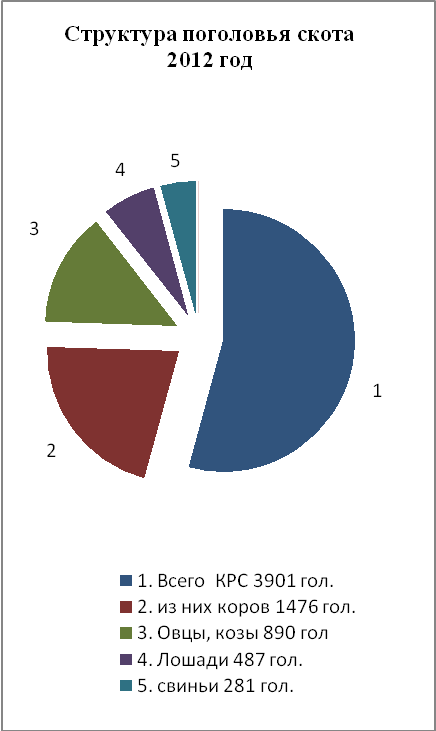 Структура поголовья скота
2012 год
5
4
3
1
2
1. Всего КРС 3901 гол.
2. из них коров 1476 гол.
3. Овцы, козы 890 гол
4. Лошади 487 гол.
5. свиньи 281 гол.